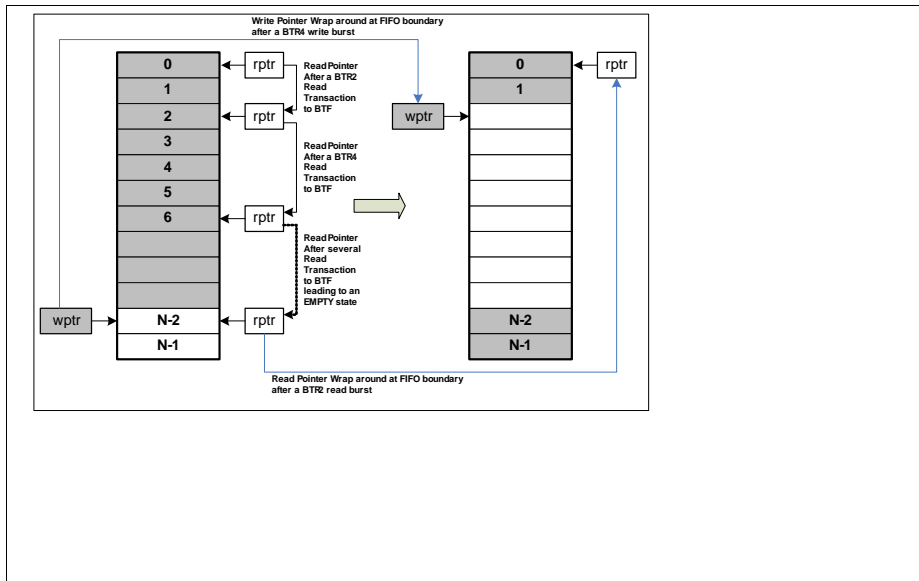 Write Pointer Wrap around at FIFO boundary
after a BTR4 write burst
0
1
2
3
4
5
6
N-2
N-1
wptr
rptr
rptr
rptr
rptr
Read Pointer
After a BTR2
Read
Transaction
to BTF
Read Pointer
After a BTR4
Read
Transaction
to BTF
Read Pointer
After several
Read
Transaction
to BTF
leading to an
EMPTY state
wptr
0
1
N-2
N-1
rptr
Read Pointer Wrap around at FIFO boundary
after a BTR2 read burst